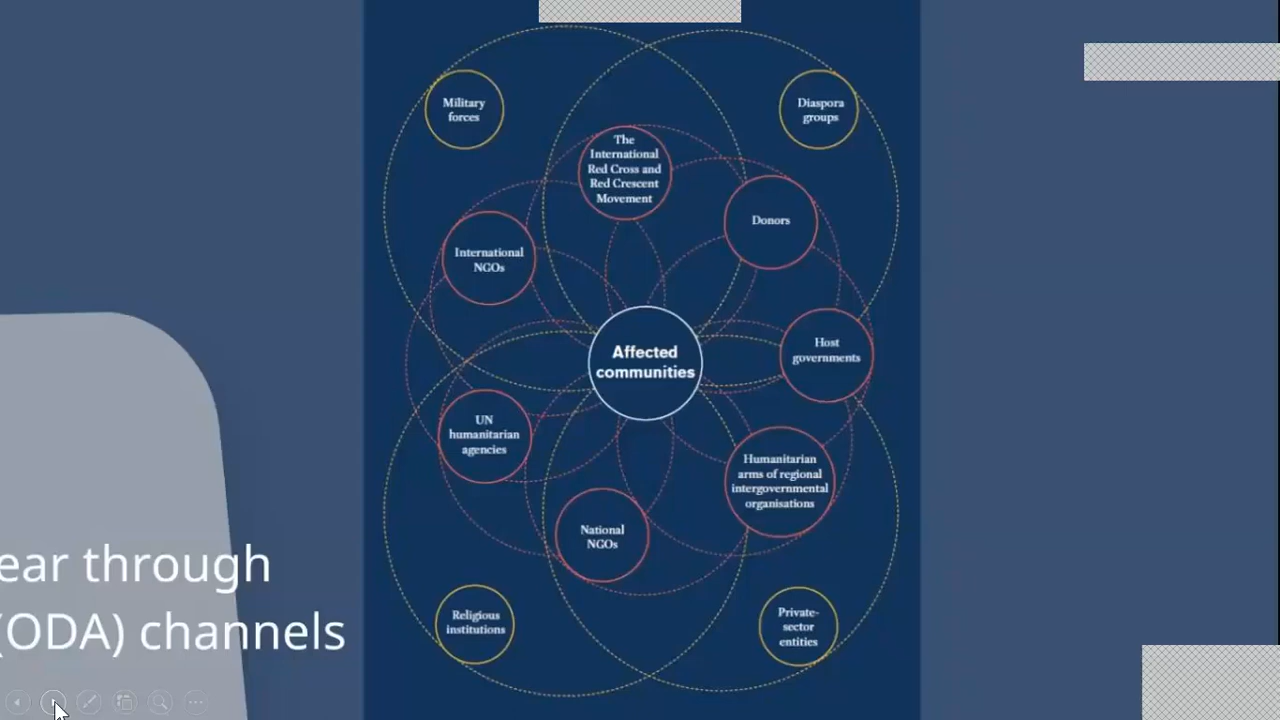 Military
forces
Diaspora
groups
The
International
Red Cross and
Red Crescent
Movement
Donors
International
NGOs
Host
governments
Affected
communities
UN
humanitarian
agencies
Humanitarian
arms of regional
intergovernmental
organisations
National
NGOs
Religious
institutions
Private-
sector
entities
ear through
(ODA) channels